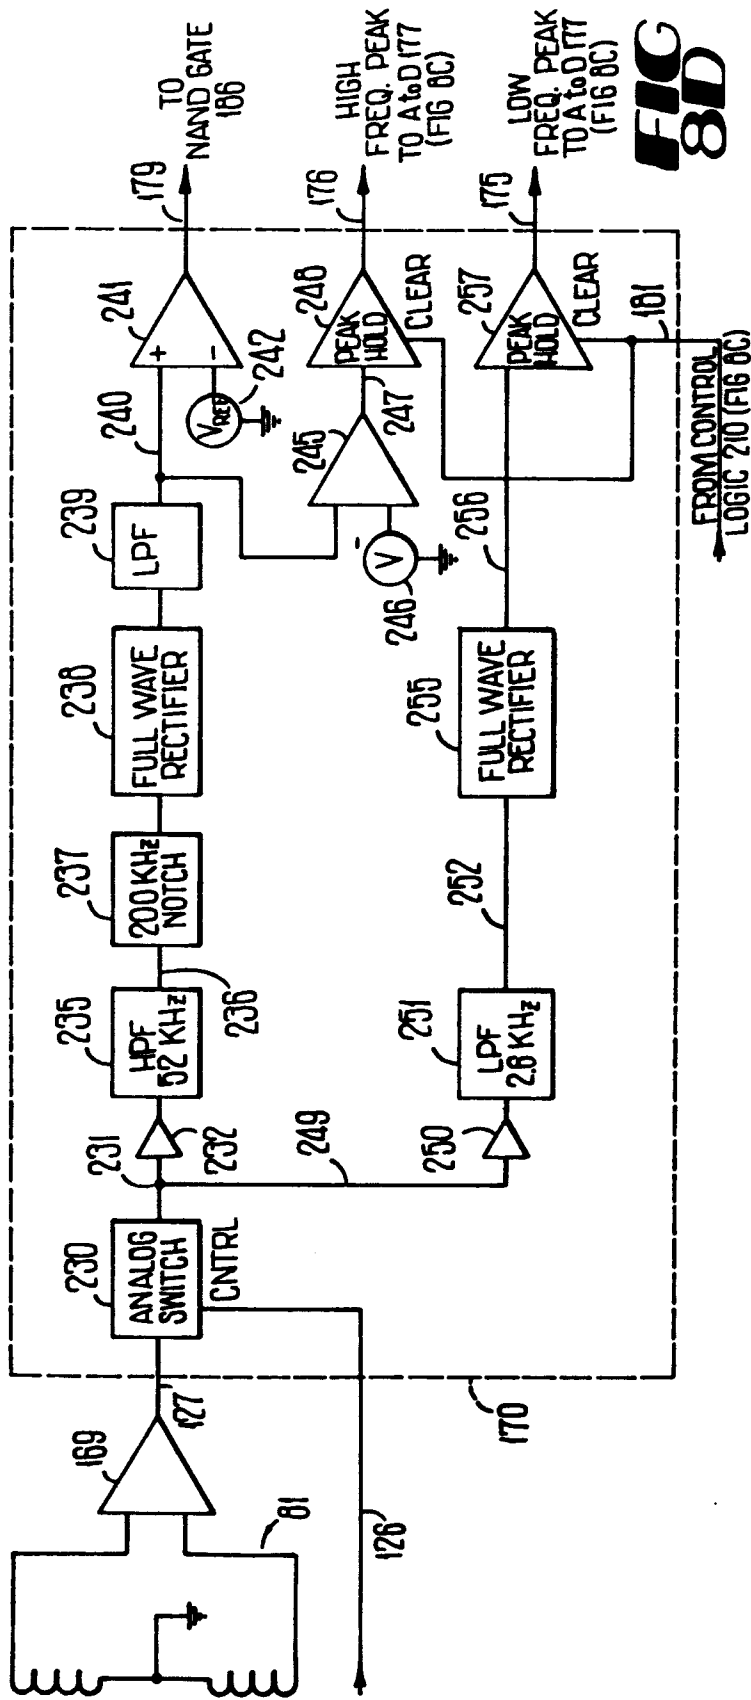 81
169
127
126
170
230
ANALOG
SWITCH
CNTRL
231
232
249
235
HPF
52 KHz
236
237
200 KHz
NOTCH
238
FULL WAVE
RECTIFIER
239
LPF
240
241
+
-
VREF
242
179
TO
NAND GATE
186
245
-
V
246
247
248
PEAK
HOLD
CLEAR
176
HIGH
FREQ. PEAK
TO A to D 177
(FIG 8C)
250
251
LPF
2.8 KHz
252
255
FULL WAVE
RECTIFIER
256
257
PEAK
HOLD
CLEAR
175
LOW
FREQ. PEAK
TO A to D 177
(FIG 8C)
181
FROM CONTROL
LOGIC 210 (FIG 8C)
FIG
8D